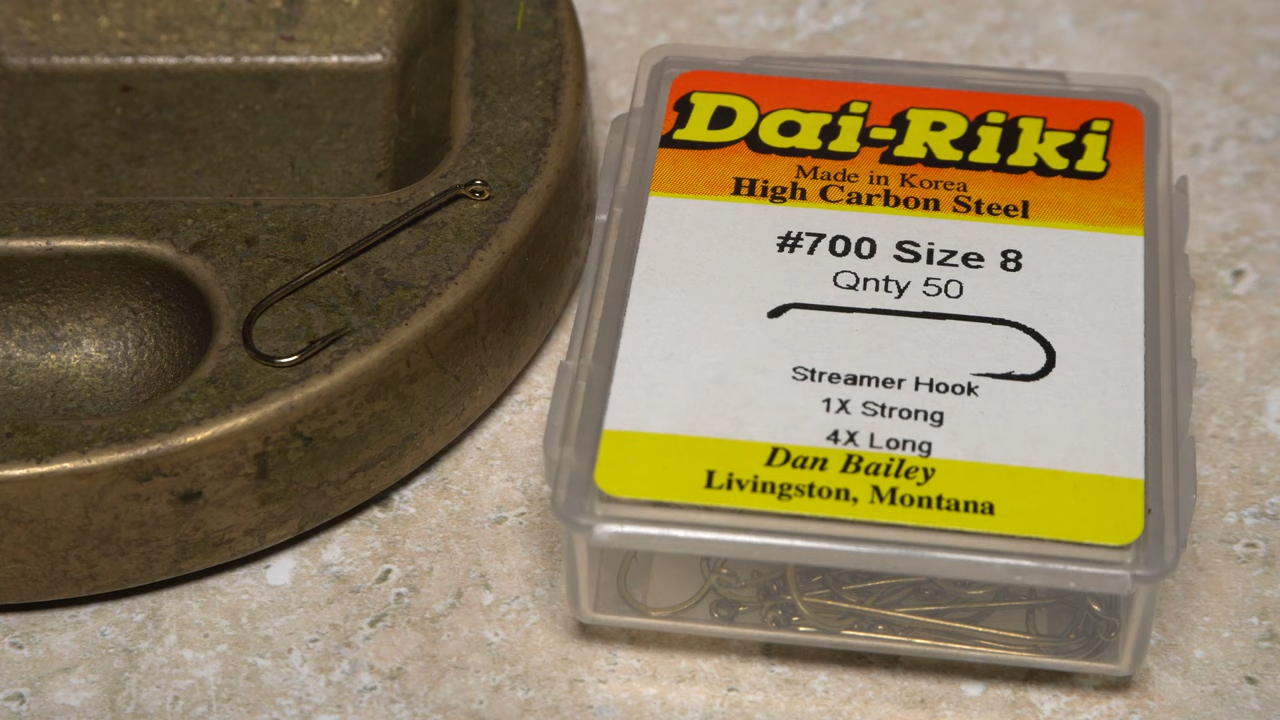 Dai-Riki
Made in Korea
High Carbon Steel
#700 Size 8
Qnty 50
Streamer Hook
1X Strong
4X Long
Dan Bailey
Livingston, Montana